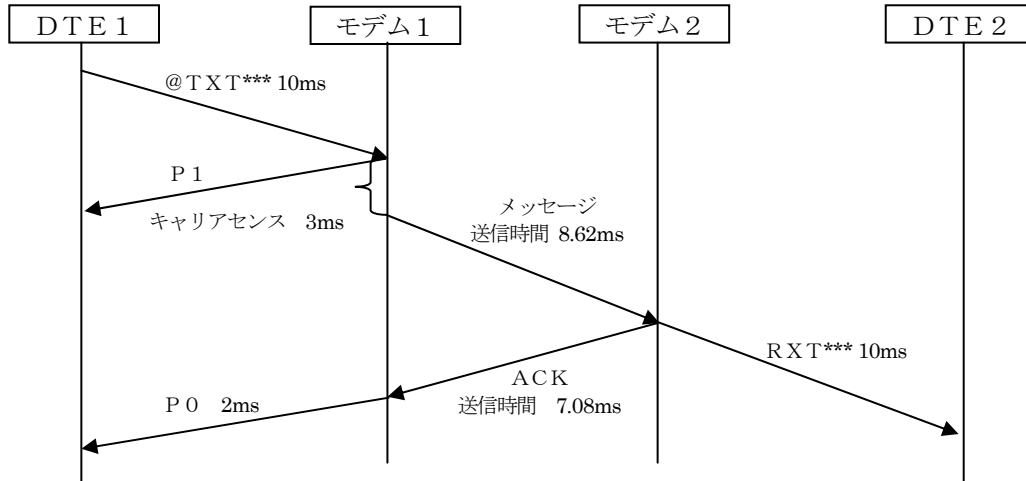 ＤＴＥ１
モデム１
モデム２
ＤＴＥ２
＠ＴＸＴ*** 10ms
Ｐ１
キャリアセンス　3ms
メッセージ
送信時間 8.62ms
ＲＸＴ*** 10ms
ＡＣＫ
送信時間　7.08ms
Ｐ０　2ms